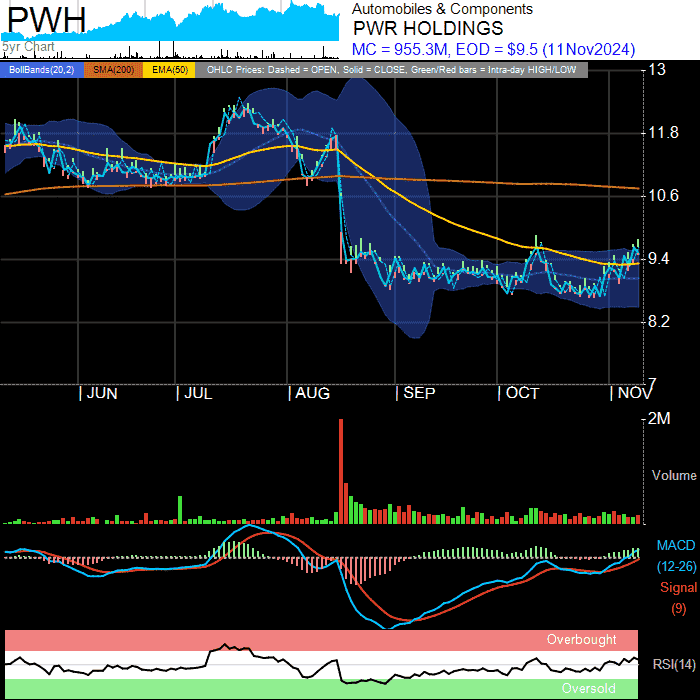 PWH
5yr Chart
Automobiles & Components
PWR HOLDINGS
MC = 955.3M, EOD = $9.5 (11Nov2024)
BollBands(20,2) SMA(200) EMA(50) OHLC Prices: Dashed = OPEN, Solid = CLOSE, Green/Red bars = Intra-day HIGH/LOW
13
11.8
10.6
9.4
8.2
7
| JUN | JUL | AUG | SEP | OCT | NOV
2M
Volume
MACD
(12-26)
Signal
(9)
Overbought
RSI(14)
Oversold